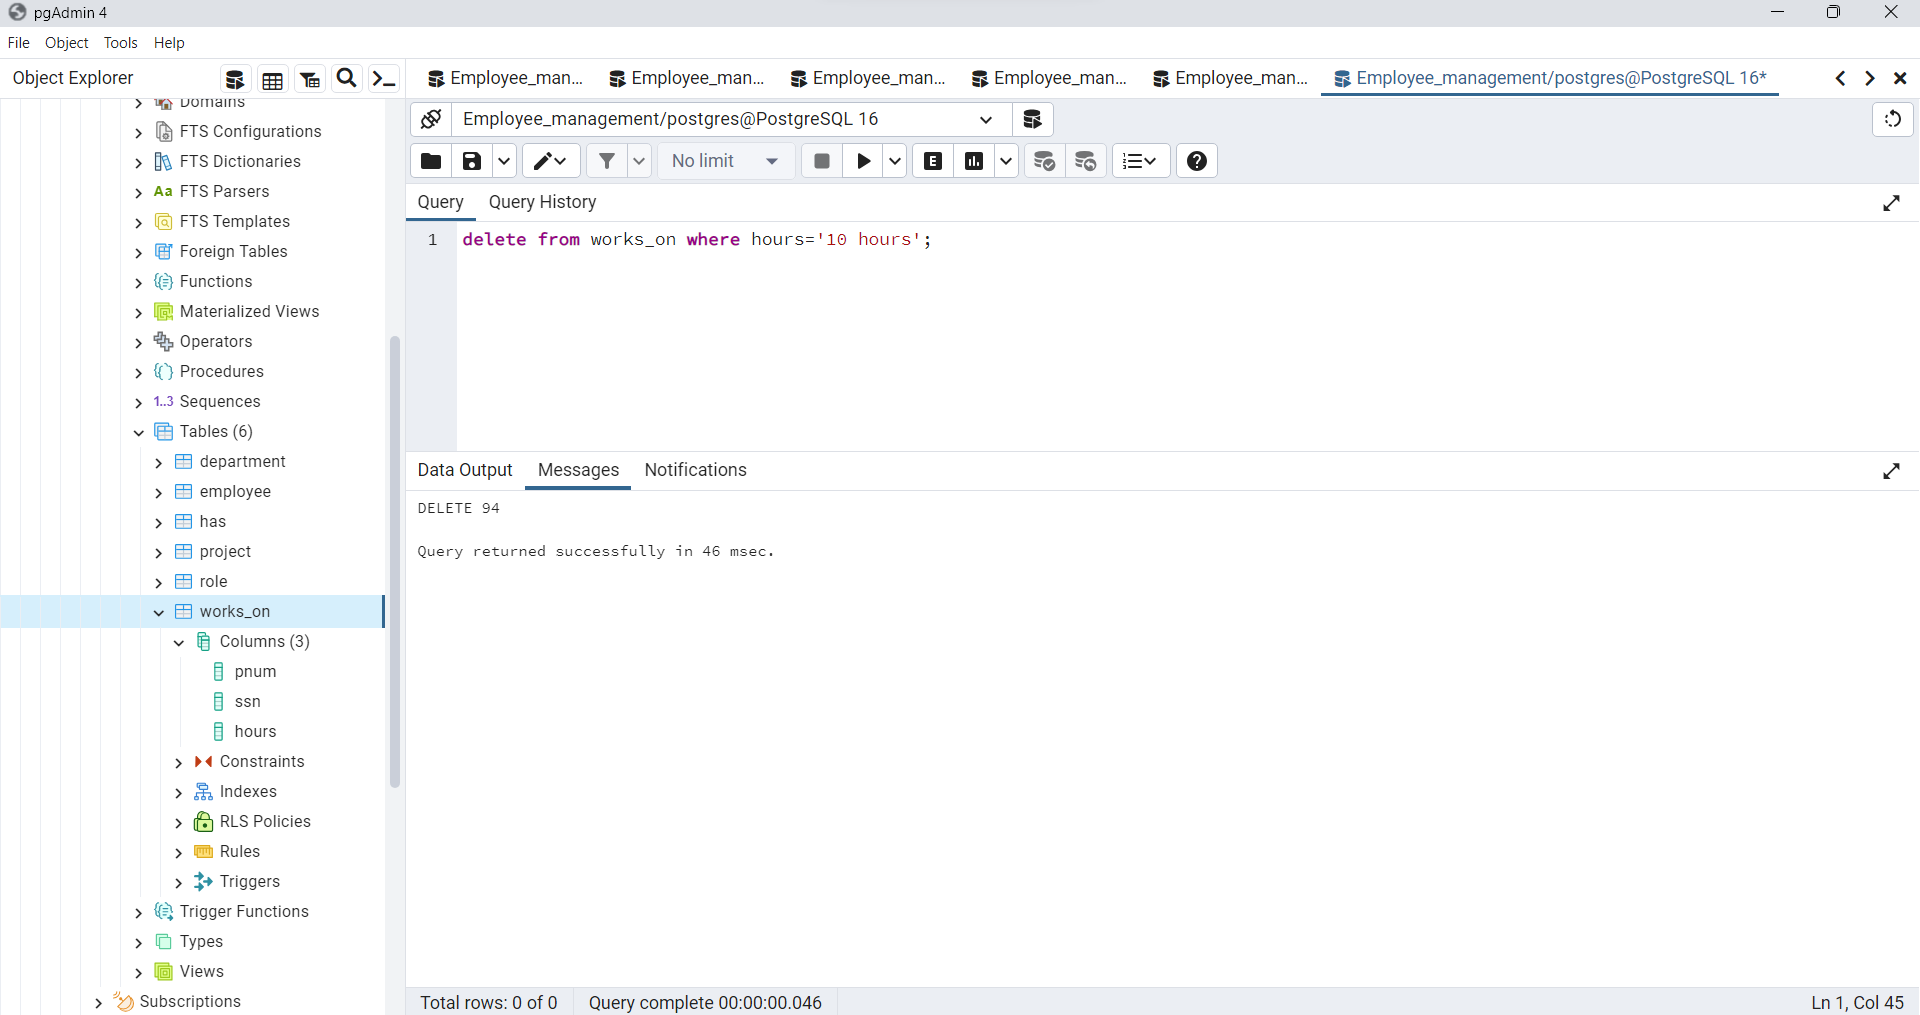 pgAdmin 4
File Object Tools Help
Object Explorer
Employee_man... Employee_man... Employee_man... Employee_man... Employee_man... Employee_management/postgres@PostgreSQL 16*
Employee_management/postgres@PostgreSQL 16
No limit
E
Query Query History
1 delete from works_on where hours='10 hours';
Data Output Messages Notifications
DELETE 94
Query returned successfully in 46 msec.
Domains
FTS Configurations
FTS Dictionaries
Aa FTS Parsers
FTS Templates
Foreign Tables
Functions
Materialized Views
Operators
Procedures
1..3 Sequences
Tables (6)
department
employee
has
project
role
works_on
Columns (3)
pnum
ssn
hours
Constraints
Indexes
RLS Policies
Rules
Triggers
Trigger Functions
Types
Views
Subscriptions
Total rows: 0 of 0 Query complete 00:00:00.046 Ln 1, Col 45